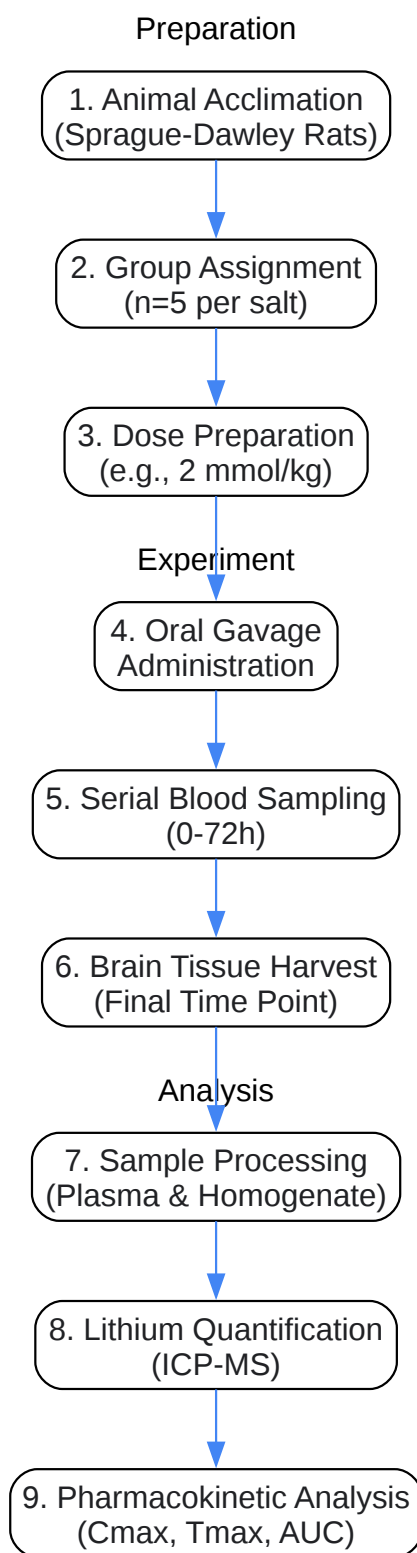 Preparation
1. Animal Acclimation
(Sprague-Dawley Rats)
2. Group Assignment
(n=5 per salt)
3. Dose Preparation
(e.g., 2 mmol/kg)
Experiment
4. Oral Gavage
Administration
5. Serial Blood Sampling
(0-72h)
6. Brain Tissue Harvest
(Final Time Point)
Analysis
7. Sample Processing
(Plasma & Homogenate)
8. Lithium Quantification
(ICP-MS)
9. Pharmacokinetic Analysis
(Cmax, Tmax, AUC)